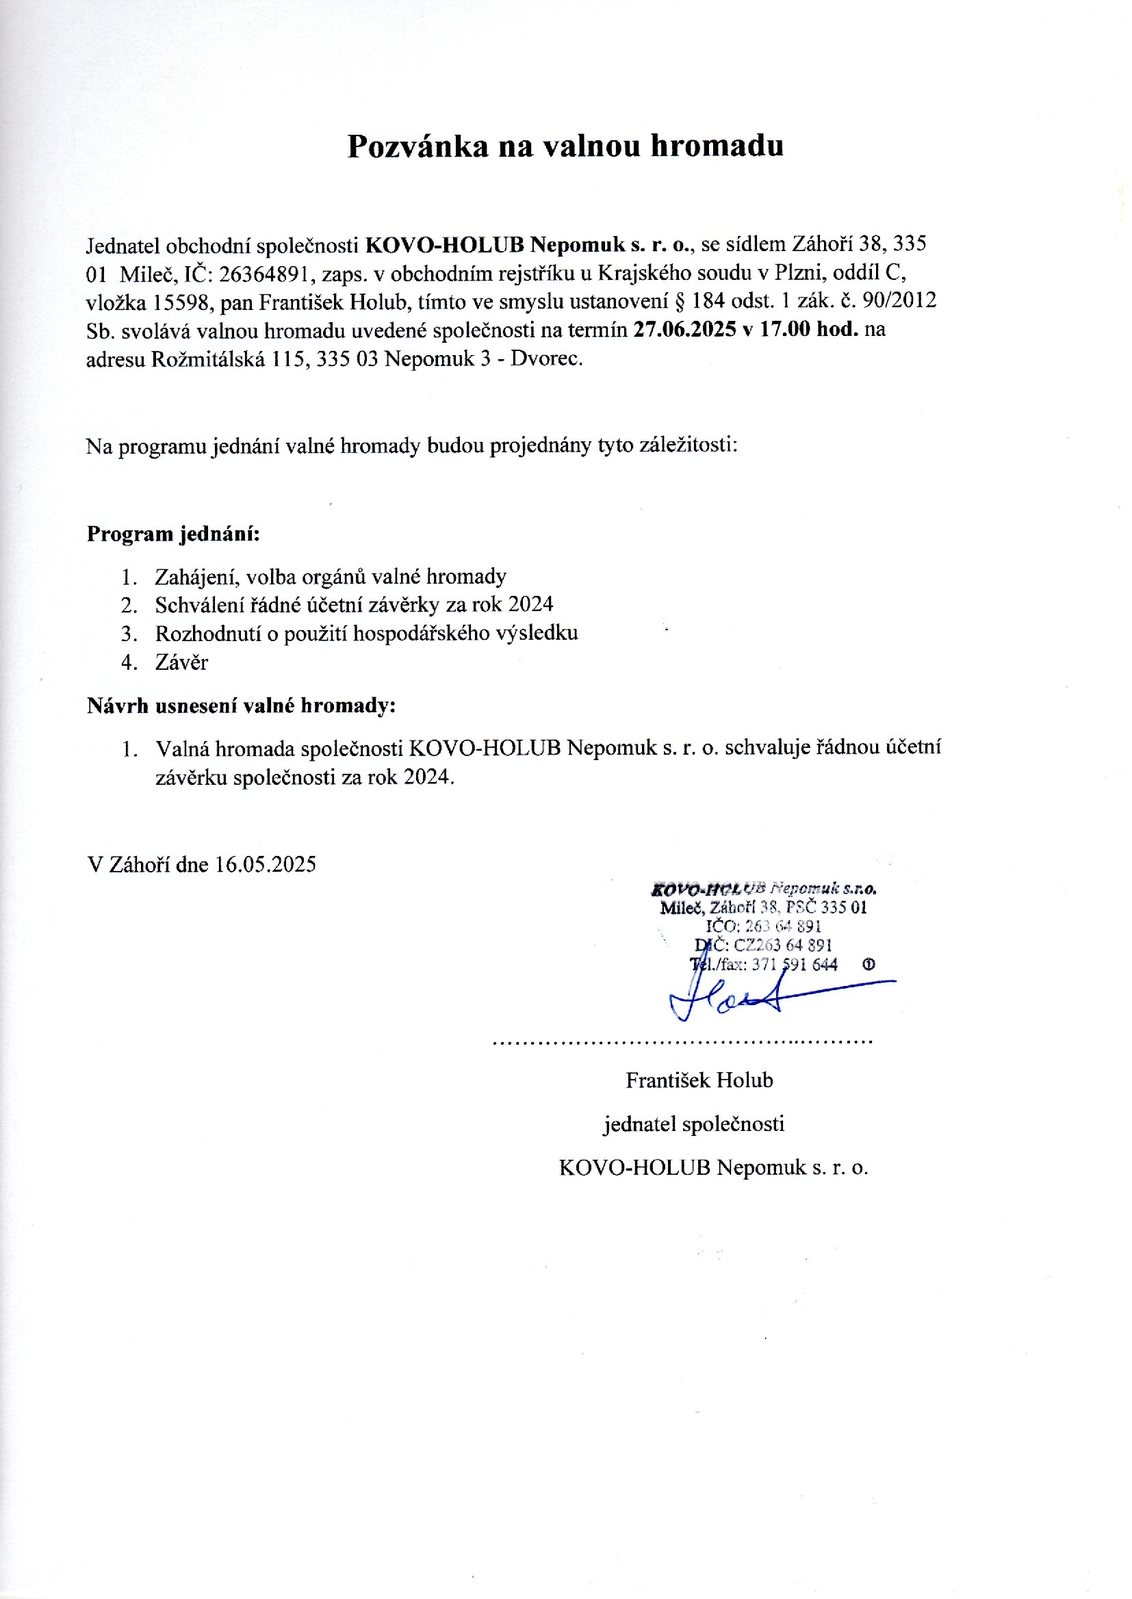 Pozvánka na valnou hromadu
Jednatel obchodní společnosti KOVO-HOLUB Nepomuk s. r. o., se sídlem Záhoří 38, 335
01 Mileč, IČ: 26364891, zaps. v obchodním rejstříku u Krajského soudu v Plzni, oddíl C,
vložka 15598, pan František Holub, tímto ve smyslu ustanovení § 184 odst. 1 zák. č. 90/2012
Sb. svolává valnou hromadu uvedené společnosti na termín 27.06.2025 v 17.00 hod. na
adresu Rožmitálská 115, 335 03 Nepomuk 3 - Dvorec.
Na programu jednání valné hromady budou projednány tyto záležitosti:
Program jednání:
1. Zahájení, volba orgánů valné hromady
2. Schválení řádné účetní závěrky za rok 2024
3. Rozhodnutí o použití hospodářského výsledku
4. Závěr
Návrh usnesení valné hromady:
1. Valná hromada společnosti KOVO-HOLUB Nepomuk s. r. o. schvaluje řádnou účetní
závěrku společnosti za rok 2024.
V Záhoří dne 16.05.2025
KOVO-HOLUB Nepomuk s.r.o.
Mileč, Záhoří 38, PSČ 335 01
IČO: 263 64 891
DIČ: CZ263 64 891
Tel./fax: 371 591 644 ①
........................................................
František Holub
jednatel společnosti
KOVO-HOLUB Nepomuk s. r. o.